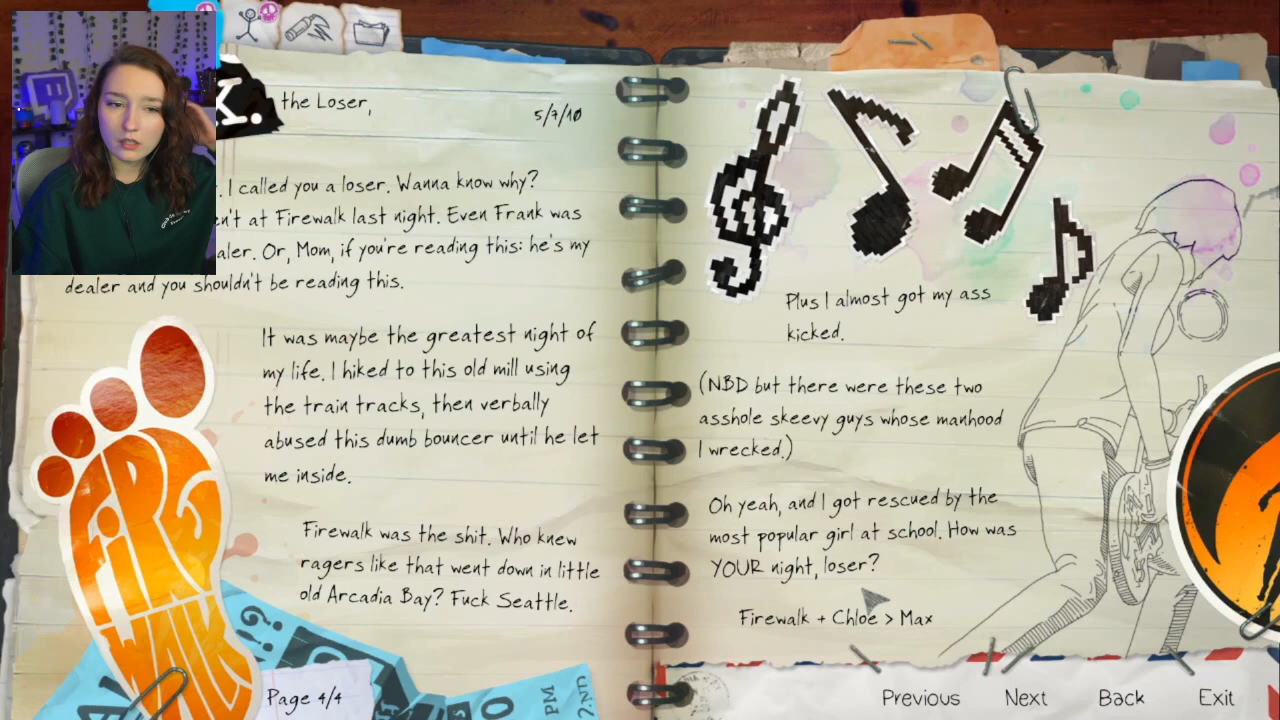 the Loser,
5/7/10
. I called you a loser. Wanna know why?
n't at Firewalk last night. Even Frank was
aler. Or, Mom, if you're reading this: he's my
dealer and you shouldn't be reading this.
It was maybe the greatest night of
my life. I hiked to this old mill using
the train tracks, then verbally
abused this dumb bouncer until he let
me inside.
Firewalk was the shit. Who knew
ragers like that went down in little
old Arcadia Bay? Fuck Seattle.
FIRE
WALK
PM
Page 4/4
Plus I almost got my ass
kicked.
(NBD but there were these two
asshole skeevy guys whose manhood
I wrecked.)
Oh yeah, and I got rescued by the
most popular girl at school. How was
YOUR night, loser?
Firewalk + Chloe > Max
Previous Next Back Exit